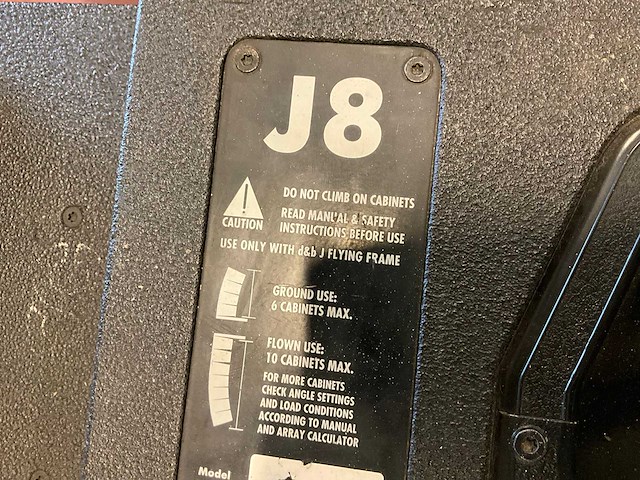 J8
DO NOT CLIMB ON CABINETS
CAUTION
READ MANUAL & SAFETY
INSTRUCTIONS BEFORE USE
USE ONLY WITH d&b J FLYING FRAME
GROUND USE:
6 CABINETS MAX.
FLOWN USE:
10 CABINETS MAX.
FOR MORE CABINETS
CHECK ANGLE SETTINGS
AND LOAD CONDITIONS
ACCORDING TO MANUAL
AND ARRAY CALCULATOR
Model